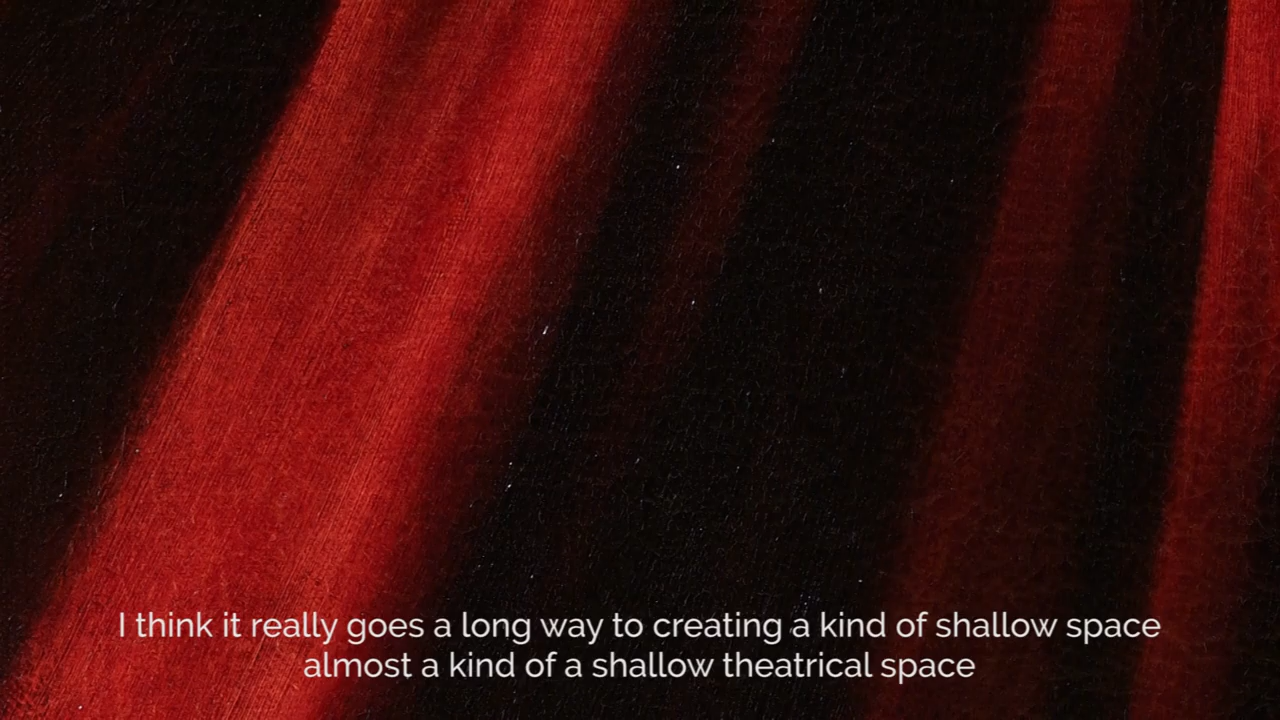 I think it really goes a long way to creating a kind of shallow space
almost a kind of a shallow theatrical space